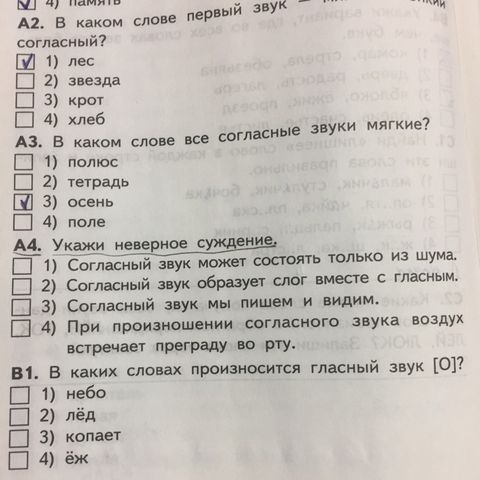 4) память
А2. В каком слове первый звук —
согласный?
1) лес
2) звезда
3) крот
4) хлеб
А3. В каком слове все согласные звуки мягкие?
1) полюс
2) тетрадь
3) осень
4) поле
А4. Укажи неверное суждение.
1) Согласный звук может состоять только из шума.
2) Согласный звук образует слог вместе с гласным.
3) Согласный звук мы пишем и видим.
4) При произношении согласного звука воздух
встречает преграду во рту.
В1. В каких словах произносится гласный звук [О]?
1) небо
2) лёд
3) копает
4) ёж